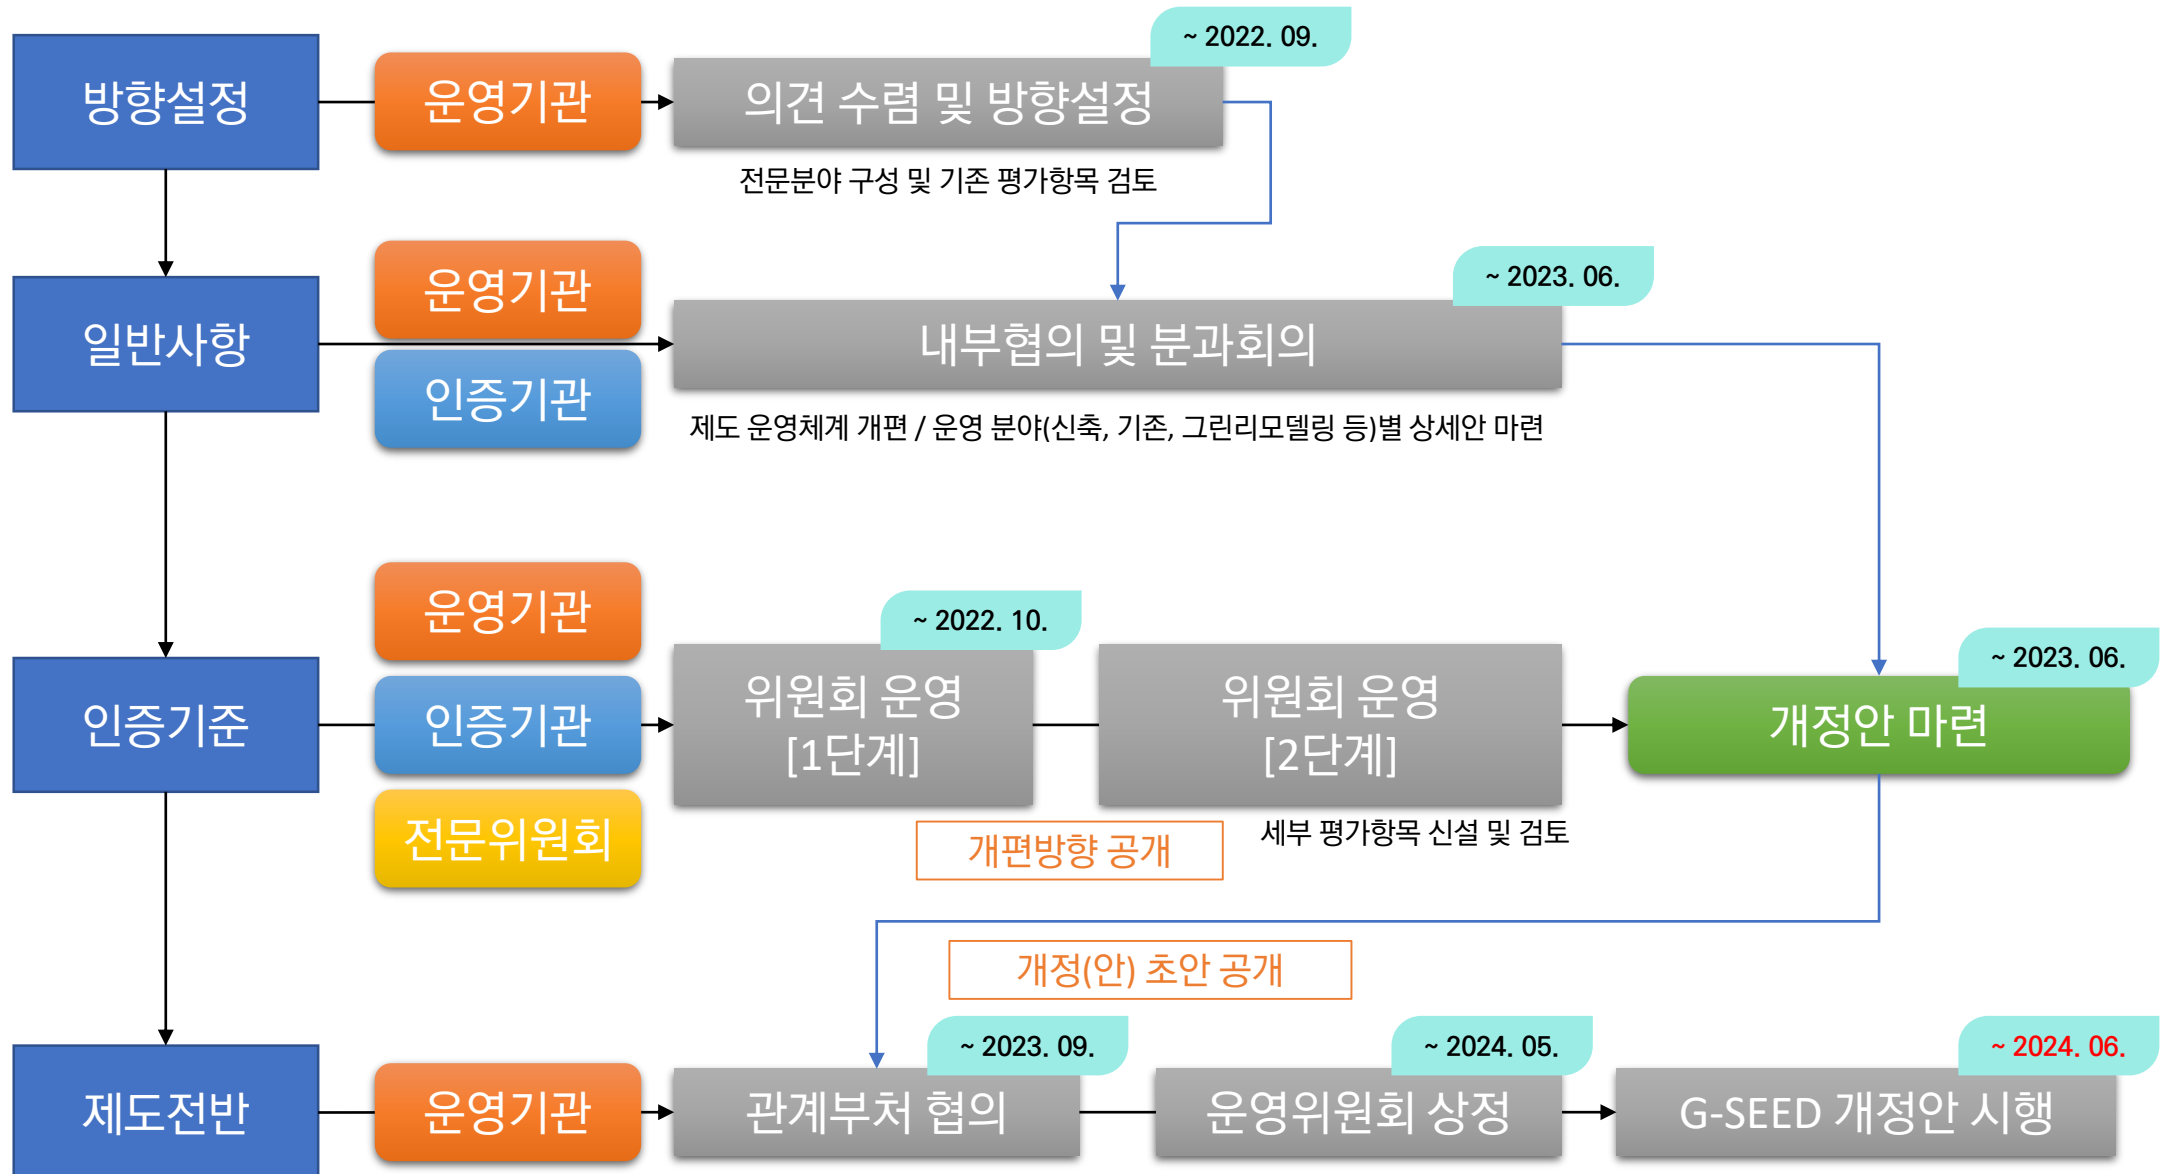 ~ 2022. 09.
방향설정
운영기관
의견 수렴 및 방향설정
전문분야 구성 및 기존 평가항목 검토
~ 2023. 06.
일반사항
운영기관
인증기관
내부협의 및 분과회의
제도 운영체계 개편 / 운영 분야(신축, 기존, 그린리모델링 등)별 상세안 마련
인증기준
운영기관
인증기관
전문위원회
~ 2022. 10.
위원회 운영
[1단계]
위원회 운영
[2단계]
~ 2023. 06.
개정안 마련
개편방향 공개
세부 평가항목 신설 및 검토
개정(안) 초안 공개
제도전반
운영기관
~ 2023. 09.
관계부처 협의
~ 2024. 05.
운영위원회 상정
~ 2024. 06.
G-SEED 개정안 시행